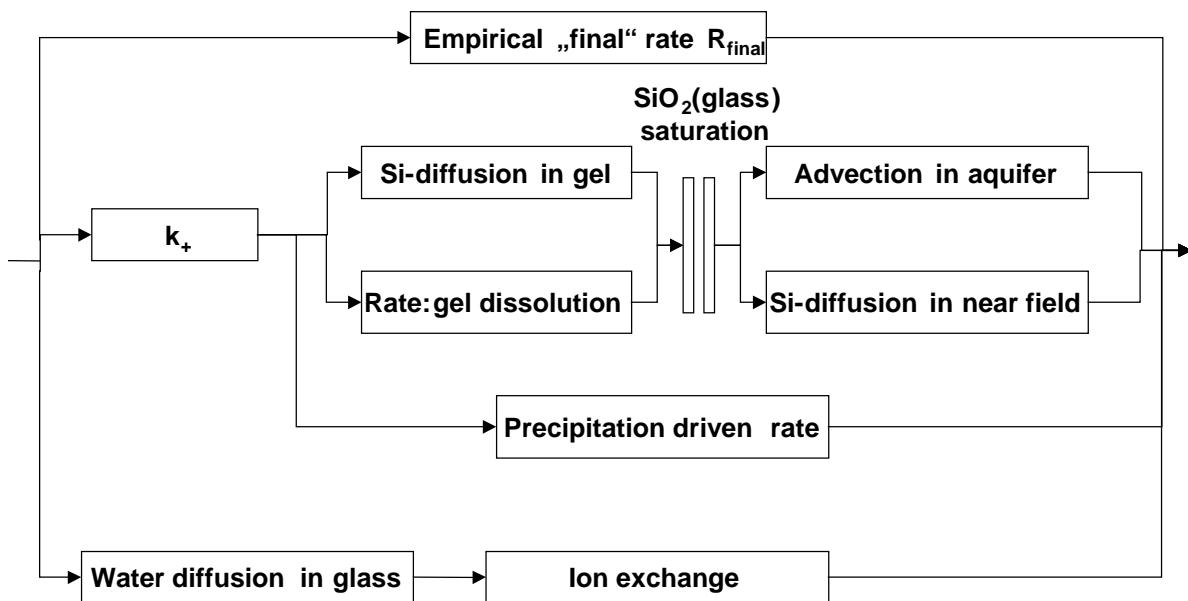 Empirical „final“ rate R_final
SiO₂(glass)
saturation
Si-diffusion in gel
Advection in aquifer
k₊
Rate:gel dissolution
Si-diffusion in near field
Precipitation driven rate
Water diffusion in glass
Ion exchange